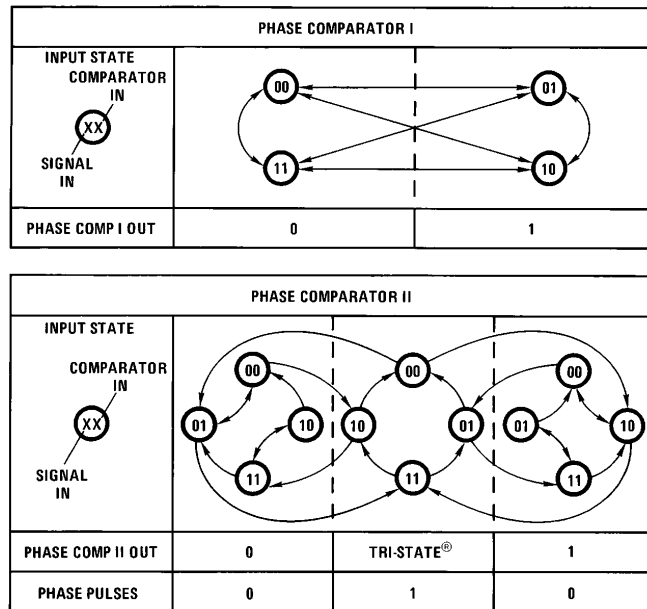 PHASE COMPARATOR I
INPUT STATE
COMPARATOR
IN
XX
SIGNAL
IN
00
01
11
10
PHASE COMP I OUT
0
1
PHASE COMPARATOR II
INPUT STATE
COMPARATOR
IN
XX
SIGNAL
IN
00
00
00
01
10
10
01
01
10
11
11
11
PHASE COMP II OUT
0
TRI-STATE®
1
PHASE PULSES
0
1
0